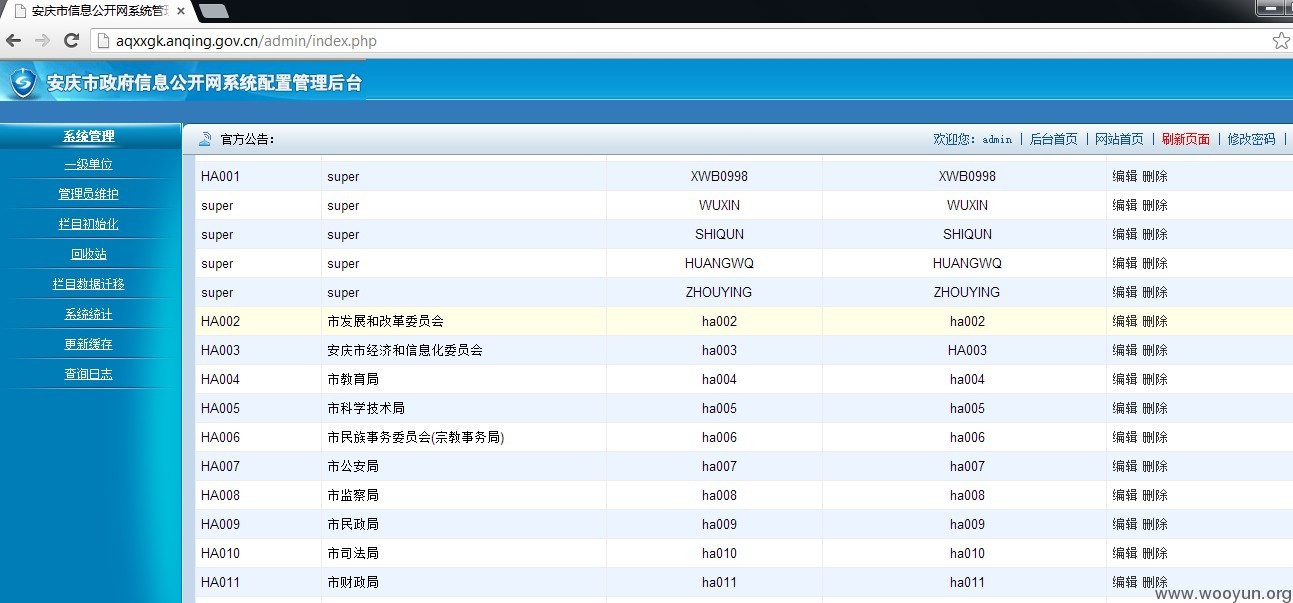 安庆市信息公开网系统管理
aqxxgk.anqing.gov.cn/admin/index.php
安庆市政府信息公开网系统配置管理后台
系统管理
一级单位
管理员维护
栏目初始化
回收站
栏目数据迁移
系统统计
更新缓存
查询日志
官方公告：
欢迎您：admin | 后台首页 | 网站首页 | 刷新页面 | 修改密码 |
HA001 super XWB0998 XWB0998 编辑 删除
super super WUXIN WUXIN 编辑 删除
super super SHIQUN SHIQUN 编辑 删除
super super HUANGWQ HUANGWQ 编辑 删除
super super ZHOUYING ZHOUYING 编辑 删除
HA002 市发展和改革委员会 ha002 ha002 编辑 删除
HA003 安庆市经济和信息化委员会 ha003 HA003 编辑 删除
HA004 市教育局 ha004 ha004 编辑 删除
HA005 市科学技术局 ha005 ha005 编辑 删除
HA006 市民族事务委员会(宗教事务局) ha006 ha006 编辑 删除
HA007 市公安局 ha007 ha007 编辑 删除
HA008 市监察局 ha008 ha008 编辑 删除
HA009 市民政局 ha009 ha009 编辑 删除
HA010 市司法局 ha010 ha010 编辑 删除
HA011 市财政局 ha011 ha011 编辑 删除
www.wooyun.org